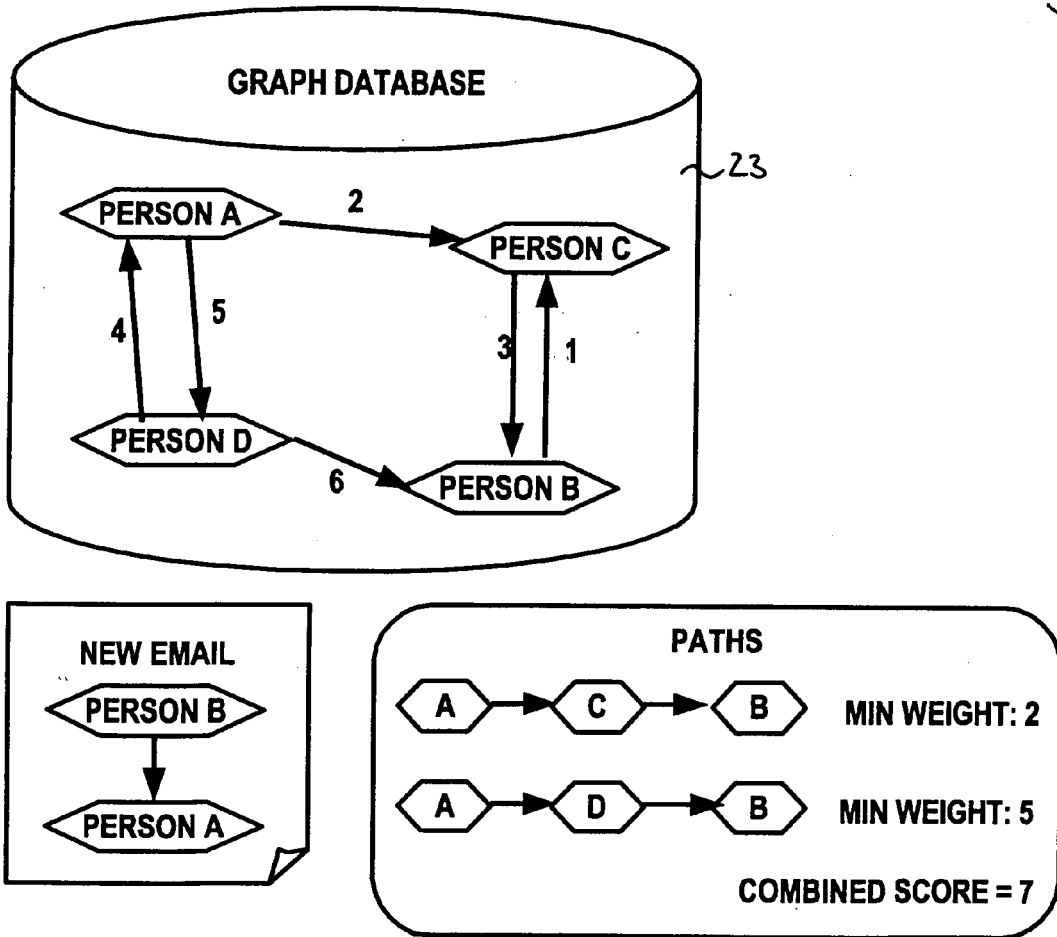 GRAPH DATABASE
23
PERSON A
2
PERSON C
4
5
3
1
PERSON D
6
PERSON B
NEW EMAIL
PERSON B
PERSON A
PATHS
A C B MIN WEIGHT: 2
A D B MIN WEIGHT: 5
COMBINED SCORE = 7